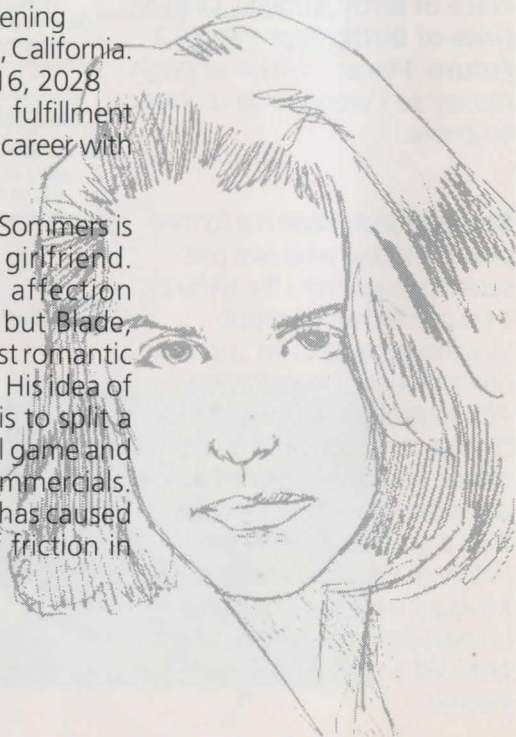 ening
, California.
16, 2028
fulfillment
career with
Sommers is
girlfriend.
affection
but Blade,
st romantic
His idea of
is to split a
l game and
mmercials.
has caused
friction in